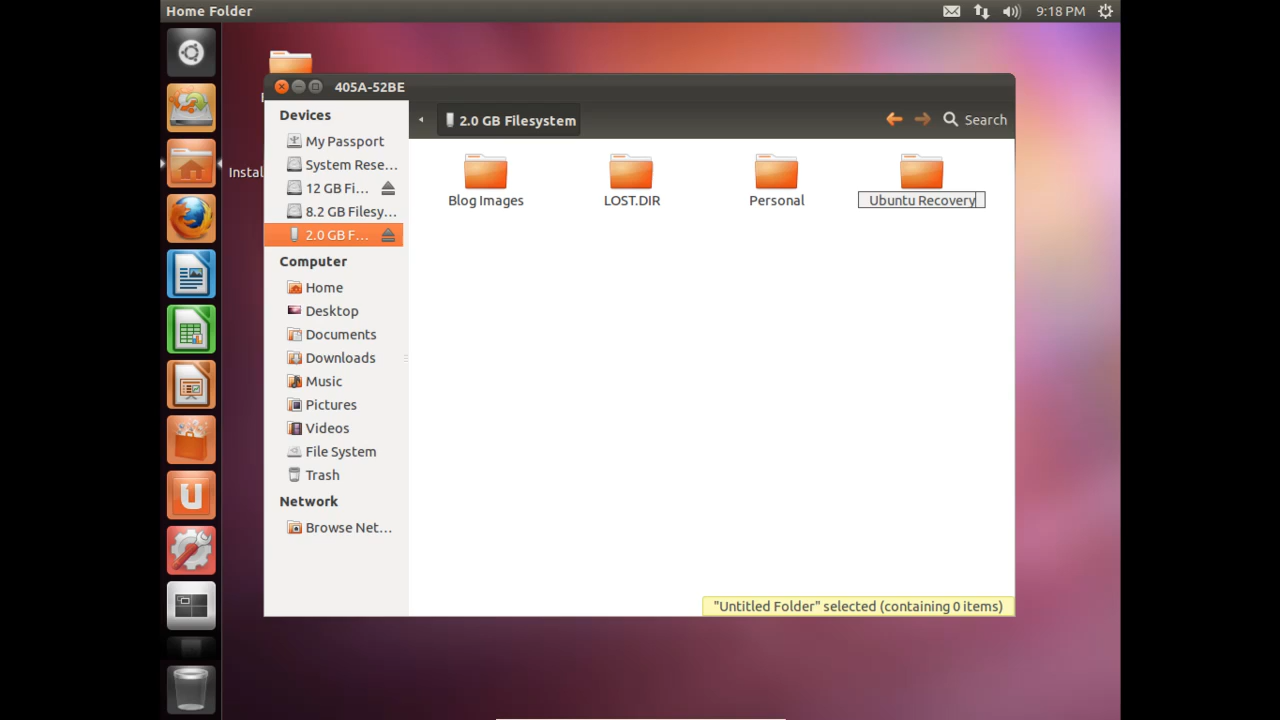 Home Folder
9:18 PM
405A-52BE
Devices
My Passport
System Rese...
12 GB Fi...
8.2 GB Filesy...
2.0 GB F...
Computer
Home
Desktop
Documents
Downloads
Music
Pictures
Videos
File System
Trash
Network
Browse Net...
2.0 GB Filesystem
Search
Blog Images
LOST.DIR
Personal
Ubuntu Recovery
"Untitled Folder" selected (containing 0 items)
Instal